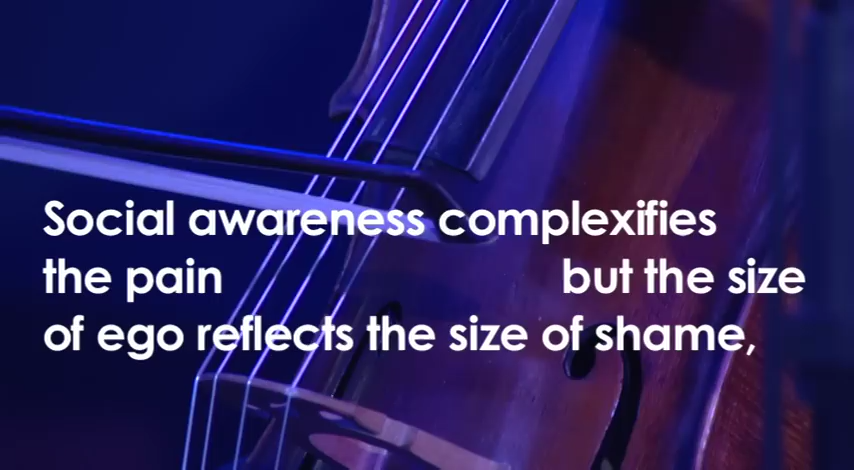 Social awareness complexifies
the pain but the size
of ego reflects the size of shame,